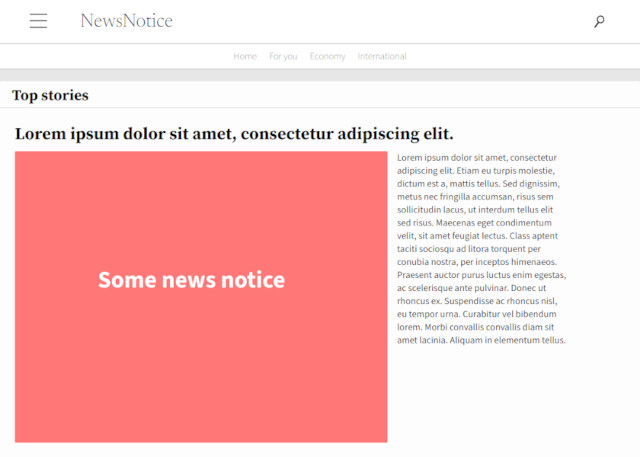 NewsNotice
Home For you Economy International
Top stories
Lorem ipsum dolor sit amet, consectetur adipiscing elit.
Some news notice
Lorem ipsum dolor sit amet, consectetur
adipiscing elit. Etiam eu turpis molestie,
dictum est a, mattis tellus. Sed dignissim,
metus nec fringilla accumsan, risus sem
sollicitudin lacus, ut interdum tellus elit
sed risus. Maecenas eget condimentum
velit, sit amet feugiat lectus. Class aptent
taciti sociosqu ad litora torquent per
conubia nostra, per inceptos himenaeos.
Praesent auctor purus luctus enim egestas,
ac scelerisque ante pulvinar. Donec ut
rhoncus ex. Suspendisse ac rhoncus nisl,
eu tempor urna. Curabitur vel bibendum
lorem. Morbi convallis convallis diam sit
amet lacinia. Aliquam in elementum tellus.